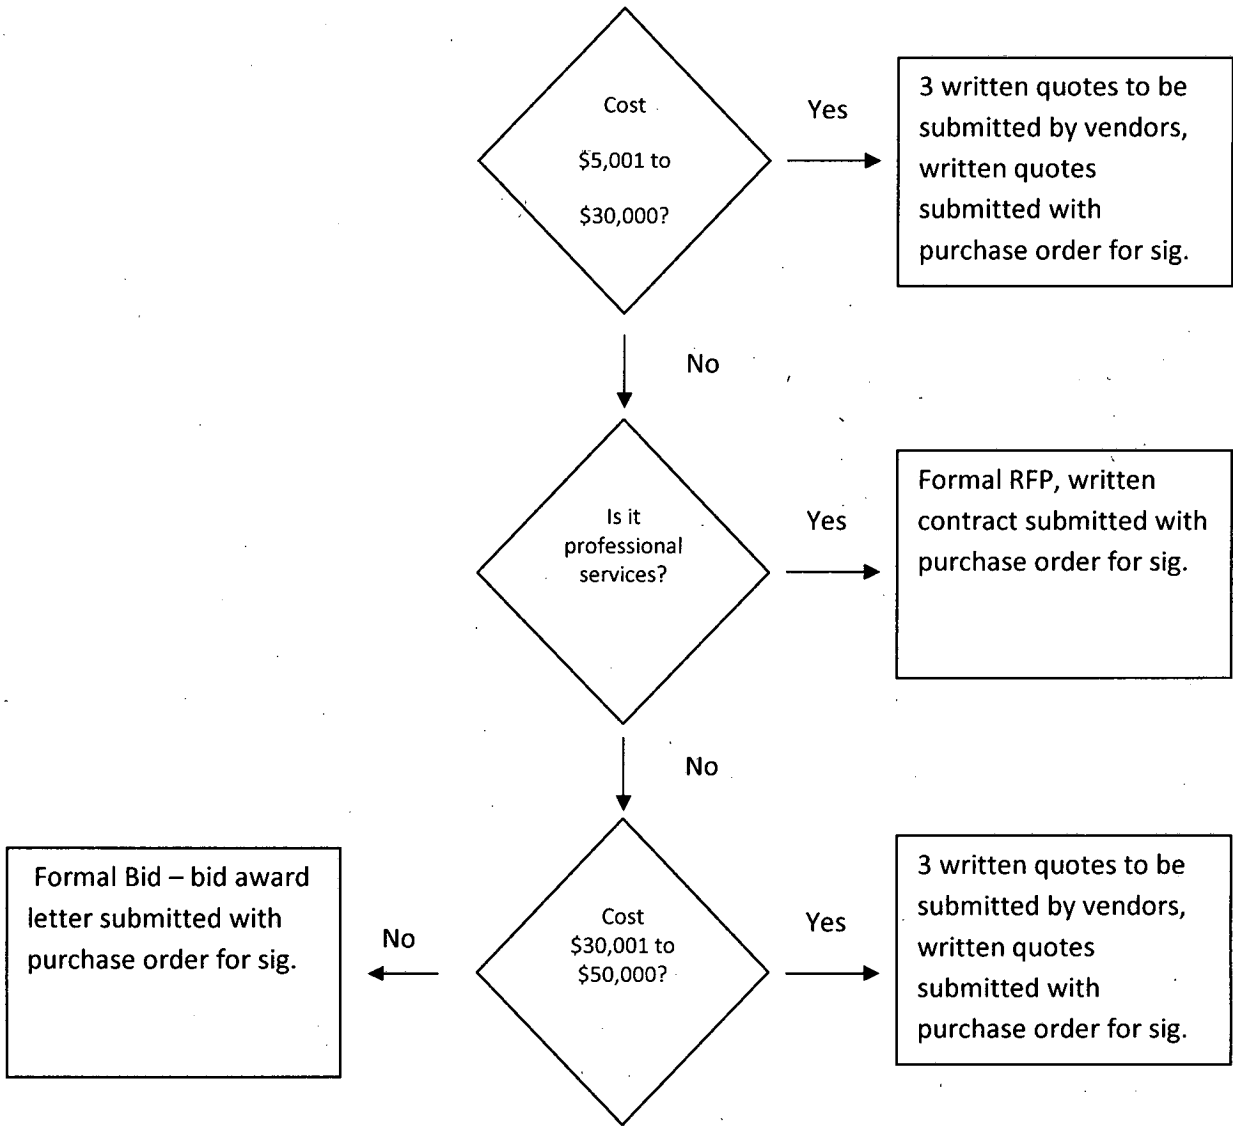 Cost
$5,001 to
$30,000?
Yes
3 written quotes to be
submitted by vendors,
written quotes
submitted with
purchase order for sig.
No
Is it
professional
services?
Yes
Formal RFP, written
contract submitted with
purchase order for sig.
No
Cost
$30,001 to
$50,000?
Yes
3 written quotes to be
submitted by vendors,
written quotes
submitted with
purchase order for sig.
No
Formal Bid – bid award
letter submitted with
purchase order for sig.